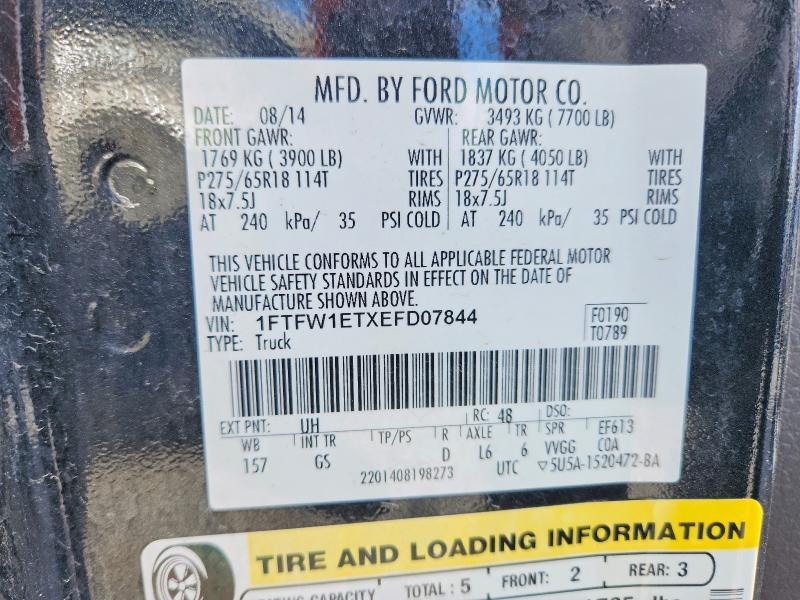 MFD. BY FORD MOTOR CO.
DATE: 08/14 GVWR: 3493 KG ( 7700 LB)
FRONT GAWR: REAR GAWR:
1769 KG ( 3900 LB) WITH 1837 KG ( 4050 LB) WITH
P275/65R18 114T TIRES P275/65R18 114T TIRES
18x7.5J RIMS 18x7.5J RIMS
AT 240 kPa/ 35 PSI COLD AT 240 kPa/ 35 PSI COLD
THIS VEHICLE CONFORMS TO ALL APPLICABLE FEDERAL MOTOR
VEHICLE SAFETY STANDARDS IN EFFECT ON THE DATE OF
MANUFACTURE SHOWN ABOVE.
VIN: 1FTFW1ETXEFD07844 F0190
TYPE: Truck T0789
EXT PNT: UH RC: 48 DSO:
WB INT TR TP/PS R AXLE TR SPR EF613
157 GS D L6 6 VVGG COA
2201408198273 UTC ▽5U5A-1520472-BA
TIRE AND LOADING INFORMATION
CAPACITY TOTAL : 5 FRONT: 2 REAR: 3